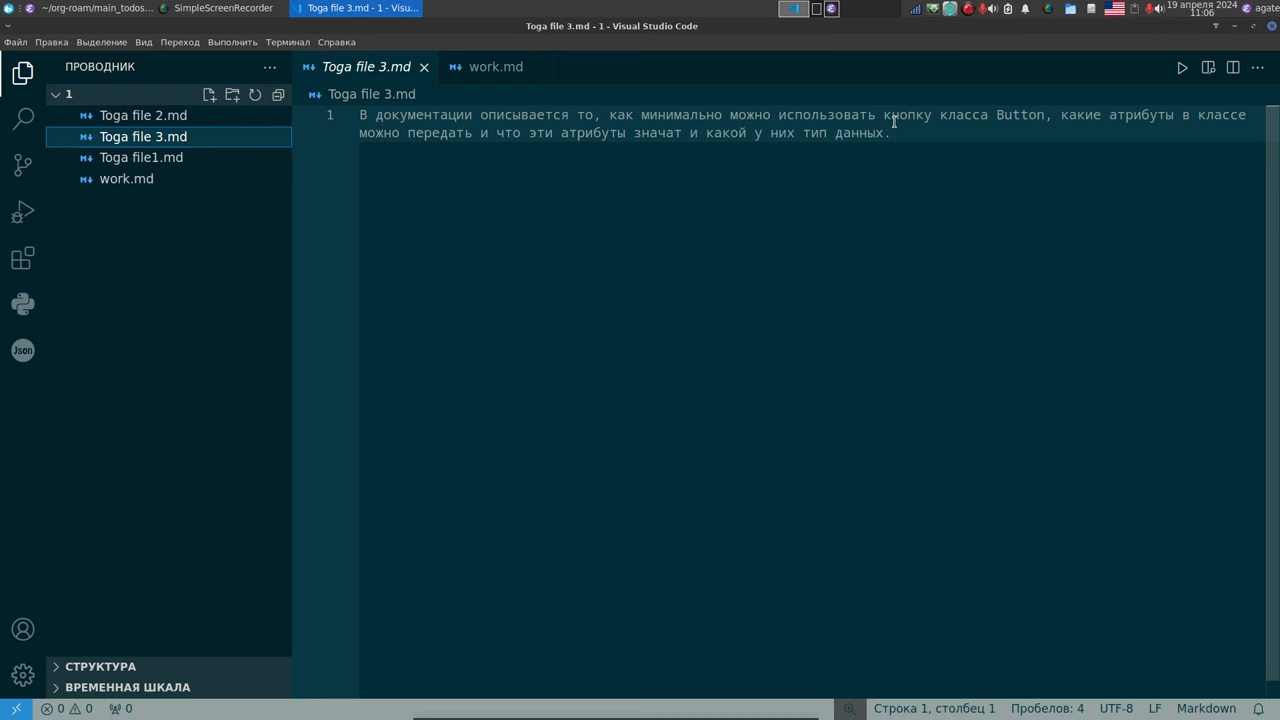 ~/org-roam/main_todos...
SimpleScreenRecorder
Toga file 3.md - 1 - Visu...
19 апреля 2024
11:06
agate
Toga file 3.md - 1 - Visual Studio Code
Файл Правка Выделение Вид Переход Выполнить Терминал Справка
ПРОВОДНИК
Toga file 3.md
work.md
1
Toga file 3.md
Toga file 2.md
Toga file 3.md
Toga file1.md
work.md
1
В документации описывается то, как минимально можно использовать кнопку класса Button, какие атрибуты в классе
можно передать и что эти атрибуты значат и какой у них тип данных.
Json
СТРУКТУРА
ВРЕМЕННАЯ ШКАЛА
0 0 0
Строка 1, столбец 1 Пробелов: 4 UTF-8 LF Markdown